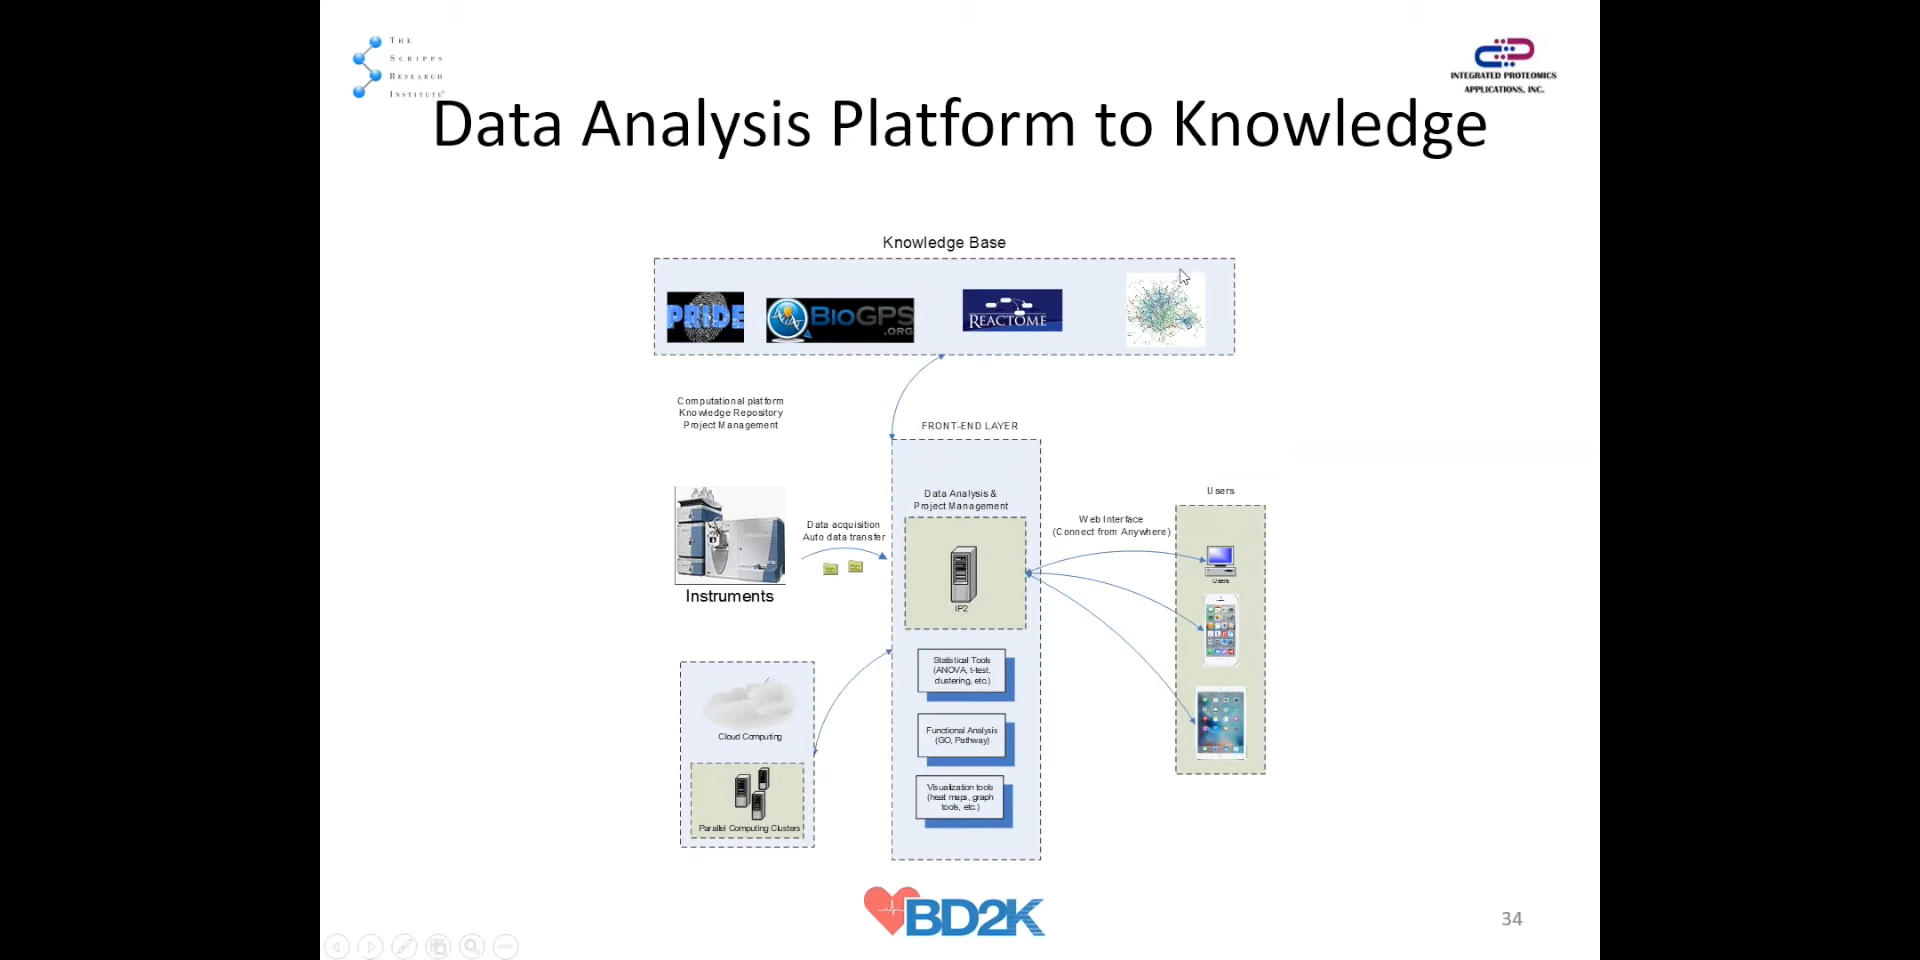 THE
SCRIPPS
RESEARCH
INSTITUTE
INTEGRATED PROTEOMICS
APPLICATIONS, INC.
Data Analysis Platform to Knowledge
Knowledge Base
PRIDE
BioGPS
.ORG
REACTOME
Computational platform
Knowledge Repository
Project Management
FRONT-END LAYER
Data Analysis &
Project Management
IP2
Data acquisition
Auto data transfer
Instruments
Web Interface
(Connect from Anywhere)
Users
Users
Statistical Tools
(ANOVA, t-test,
clustering, etc.)
Functional Analysis
(GO, Pathway)
Visualization tools
(heat maps, graph
tools, etc.)
Cloud Computing
Parallel Computing Clusters
BD2K
34